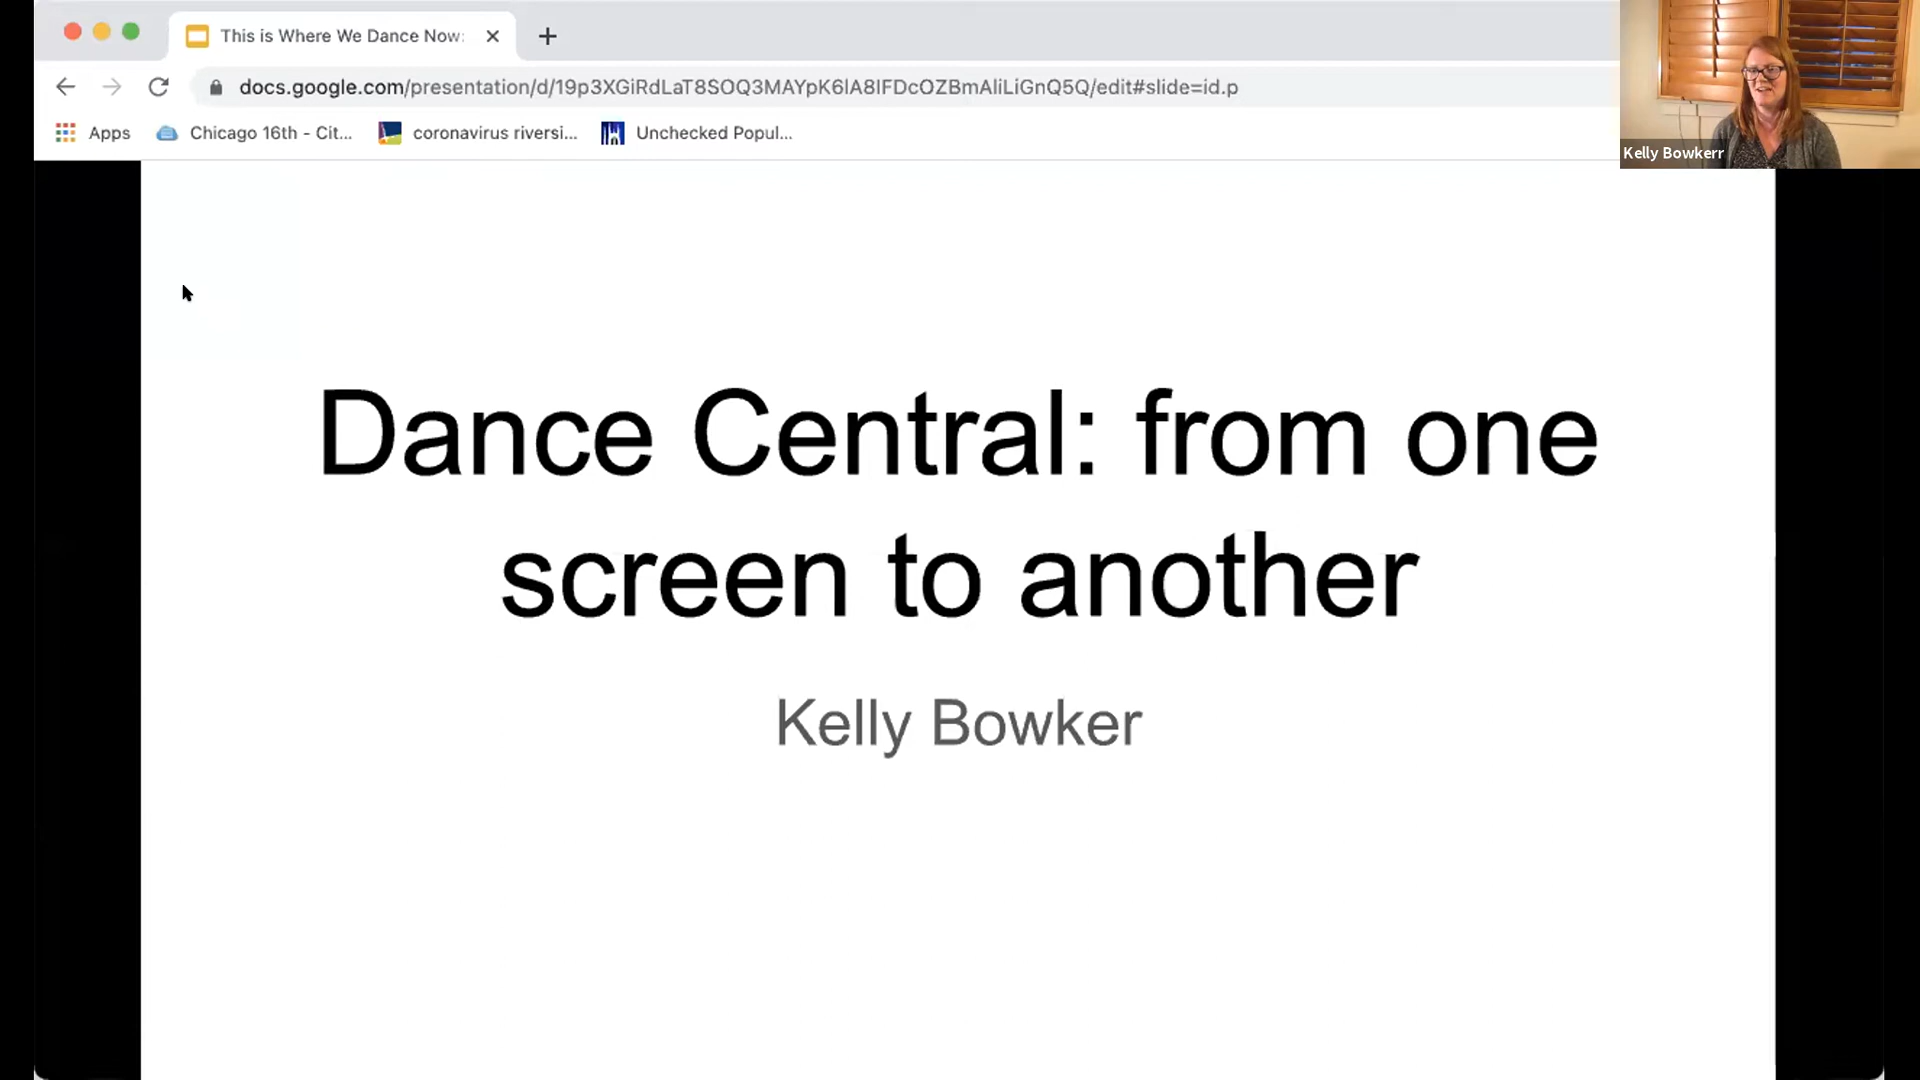 This is Where We Dance Now:
docs.google.com/presentation/d/19p3XGiRdLaT8SOQ3MAYpK6lA8IFDcOZBmAliLiGnQ5Q/edit#slide=id.p
Apps Chicago 16th - Cit... coronavirus riversi... Unchecked Popul...
Kelly Bowkerr
Dance Central: from one
screen to another
Kelly Bowker